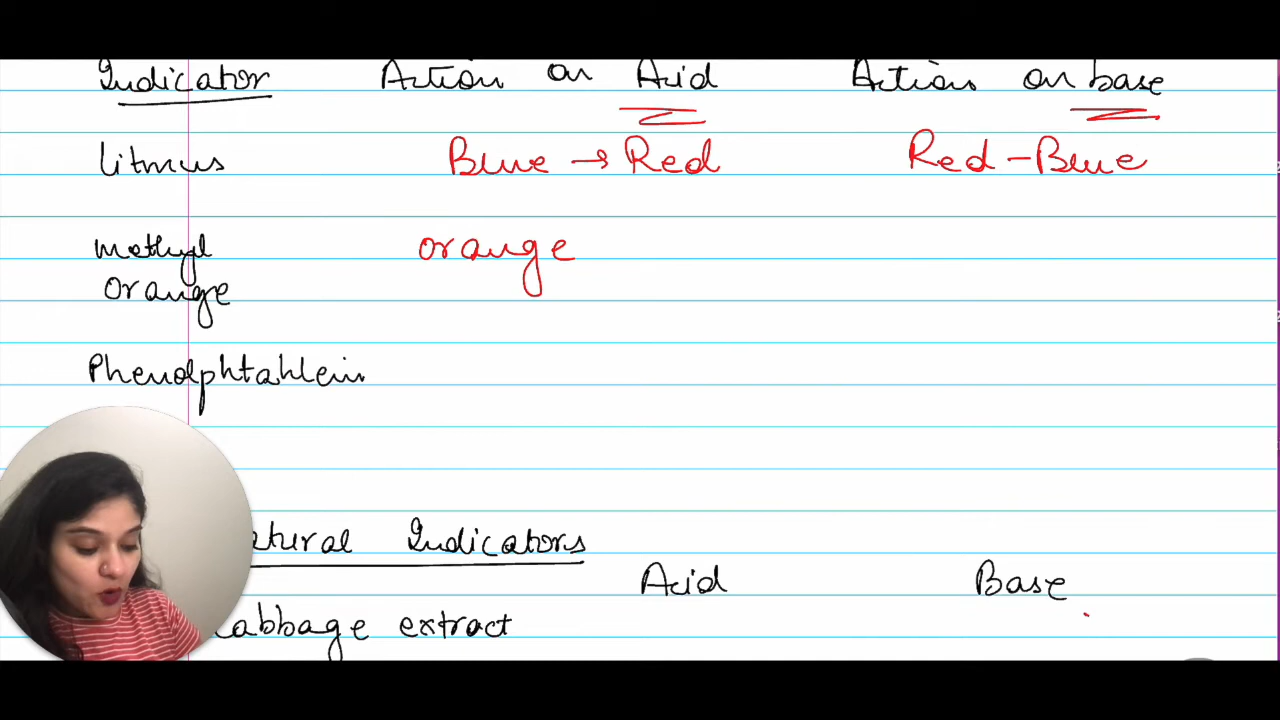 Indicator Action on Acid Action on base
litmus Blue → Red Red - Blue
methyl orange
orange
Phenolphtahlein
atural Indicators
Acid Base
cabbage extract